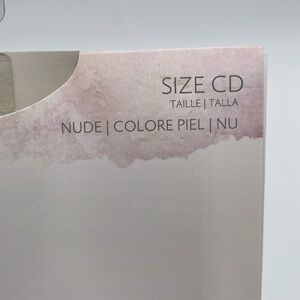 SIZE CD
TAILLE | TALLA
NUDE | COLORE PIEL | NU